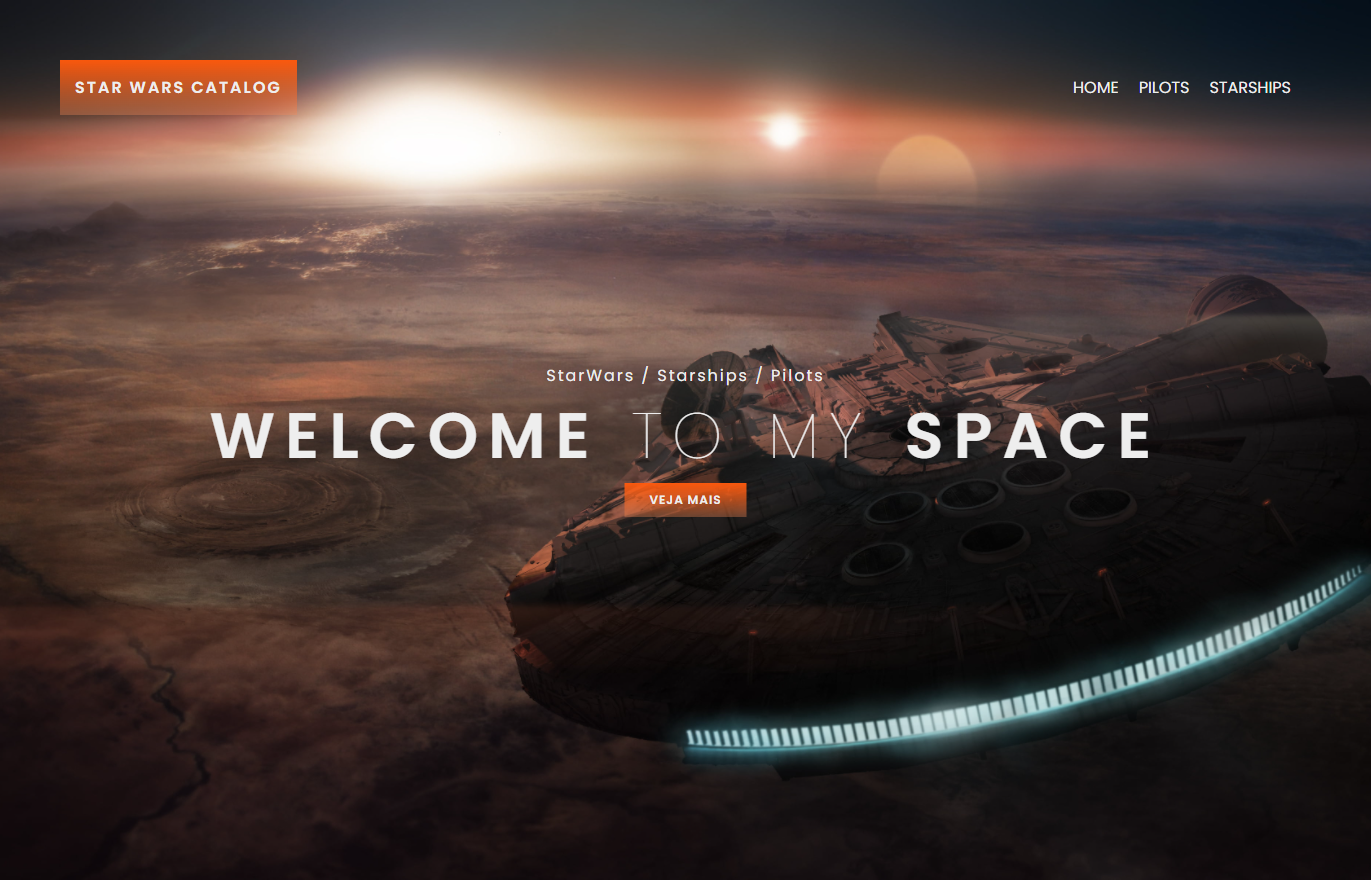 STAR WARS CATALOG
HOME PILOTS STARSHIPS
StarWars / Starships / Pilots
WELCOME TO MY SPACE
VEJA MAIS